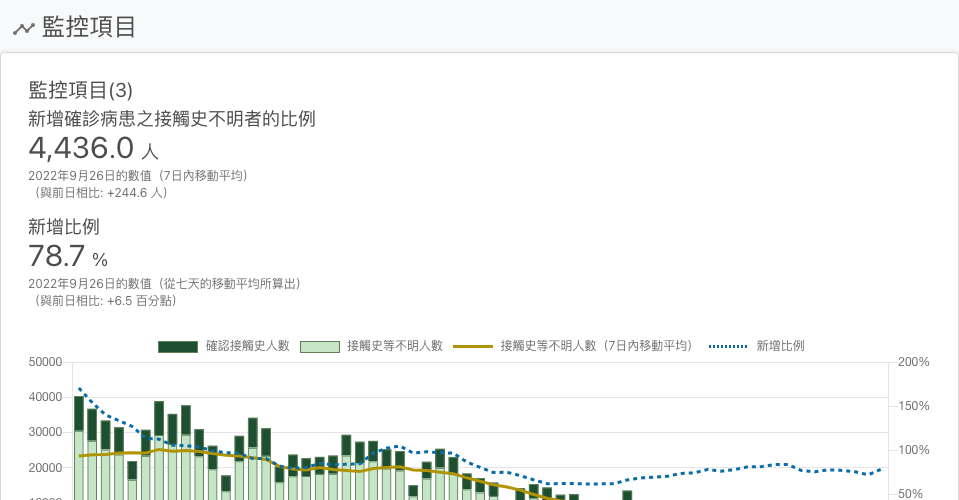 監控項目
監控項目(3)
新增確診病患之接觸史不明者的比例
4,436.0 人
2022年9月26日的數值（7日內移動平均）
（與前日相比: +244.6 人）
新增比例
78.7 %
2022年9月26日的數值（從七天的移動平均所算出）
（與前日相比: +6.5 百分點）
確認接觸史人數 接觸史等不明人數 接觸史等不明人數（7日內移動平均） 新增比例
50000 200%
40000 150%
30000 100%
20000 50%